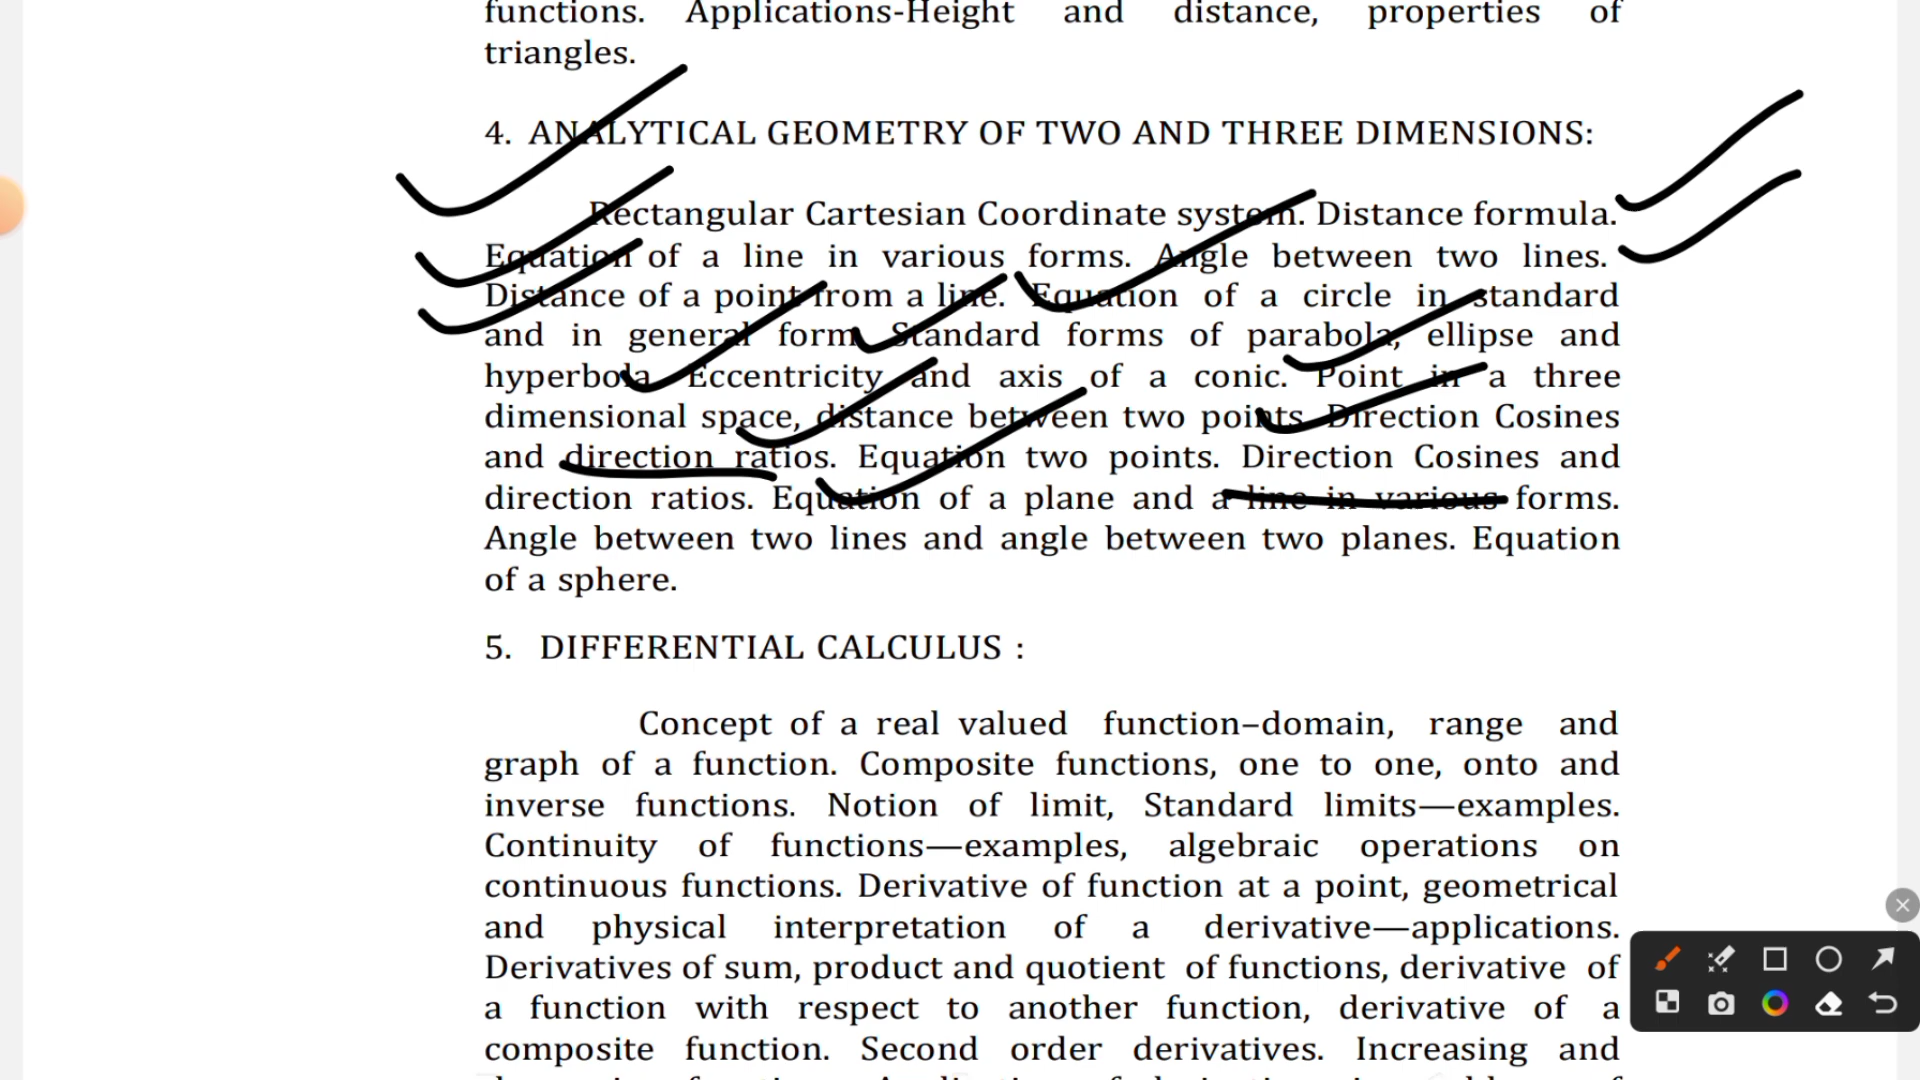 functions. Applications-Height and distance, properties of
triangles.
4. ANALYTICAL GEOMETRY OF TWO AND THREE DIMENSIONS:
Rectangular Cartesian Coordinate system. Distance formula.
Equation of a line in various forms. Angle between two lines.
Distance of a point from a line. Equation of a circle in standard
and in general form. Standard forms of parabola, ellipse and
hyperbola. Eccentricity and axis of a conic. Point in a three
dimensional space, distance between two points. Direction Cosines
and direction ratios. Equation two points. Direction Cosines and
direction ratios. Equation of a plane and a line in various forms.
Angle between two lines and angle between two planes. Equation
of a sphere.
5. DIFFERENTIAL CALCULUS :
Concept of a real valued function–domain, range and
graph of a function. Composite functions, one to one, onto and
inverse functions. Notion of limit, Standard limits—examples.
Continuity of functions—examples, algebraic operations on
continuous functions. Derivative of function at a point, geometrical
and physical interpretation of a derivative—applications.
Derivatives of sum, product and quotient of functions, derivative of
a function with respect to another function, derivative of a
composite function. Second order derivatives. Increasing and